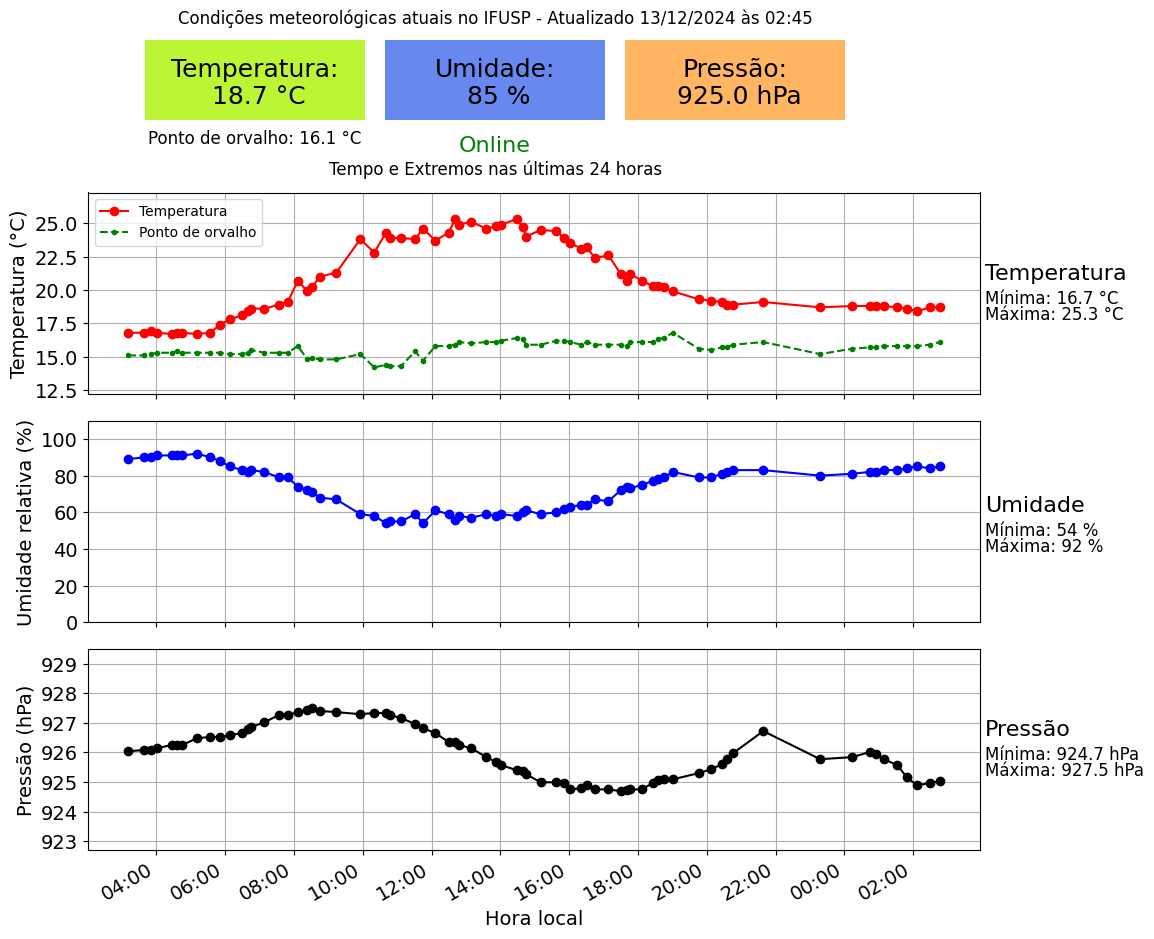 Condições meteorológicas atuais no IFUSP - Atualizado 13/12/2024 às 02:45
Temperatura:
18.7 °C
Umidade:
85 %
Pressão:
925.0 hPa
Ponto de orvalho: 16.1 °C
Online
Tempo e Extremos nas últimas 24 horas
Temperatura (°C)
25.0
22.5
20.0
17.5
15.0
12.5
Temperatura
Ponto de orvalho
Temperatura
Mínima: 16.7 °C
Máxima: 25.3 °C
Umidade relativa (%)
100
80
60
40
20
0
Umidade
Mínima: 54 %
Máxima: 92 %
Pressão (hPa)
929
928
927
926
925
924
923
Pressão
Mínima: 924.7 hPa
Máxima: 927.5 hPa
04:00 06:00 08:00 10:00 12:00 14:00 16:00 18:00 20:00 22:00 00:00 02:00
Hora local